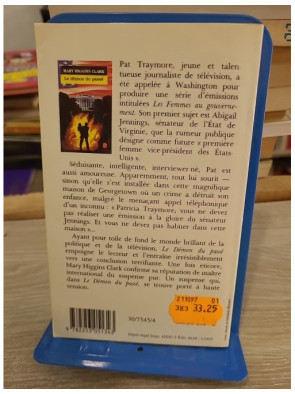 MARY HIGGINS CLARK
Le démon du passé
Pat Traymore, jeune et talen-
tueuse journaliste de télévision, a
été appelée à Washington pour
produire une série d'émissions
intitulées Les Femmes au gouverne-
ment. Son premier sujet est Abigail
Jennings, sénateur de l'État de
Virginie, que la rumeur publique
désigne comme future « première
femme vice-président des États-
Unis ».
Séduisante, intelligente, interviewer-né, Pat est
aussi amoureuse. Apparemment, tout lui sourit —
sinon qu'elle s'est installée dans cette magnifique
maison de Georgetown où un crime a détruit son
enfance, malgré le menaçant appel téléphonique
d'un inconnu : « Patricia Traymore, vous ne devez
pas réaliser une émission à la gloire du sénateur
Jennings. Et vous ne devez pas habiter dans cette
maison »...
Ayant pour toile de fond le monde brillant de la
politique et de la télévision, Le Démon du passé
empoigne le lecteur et l'entraîne irrésistiblement
vers une conclusion terrifiante. Une fois encore,
Mary Higgins Clark confirme sa réputation de maître
international du suspense pur. Un suspense qui,
dans Le Démon du passé, se trouve porté à haute
tension.
30/7545/4
211097 01
383 33.25